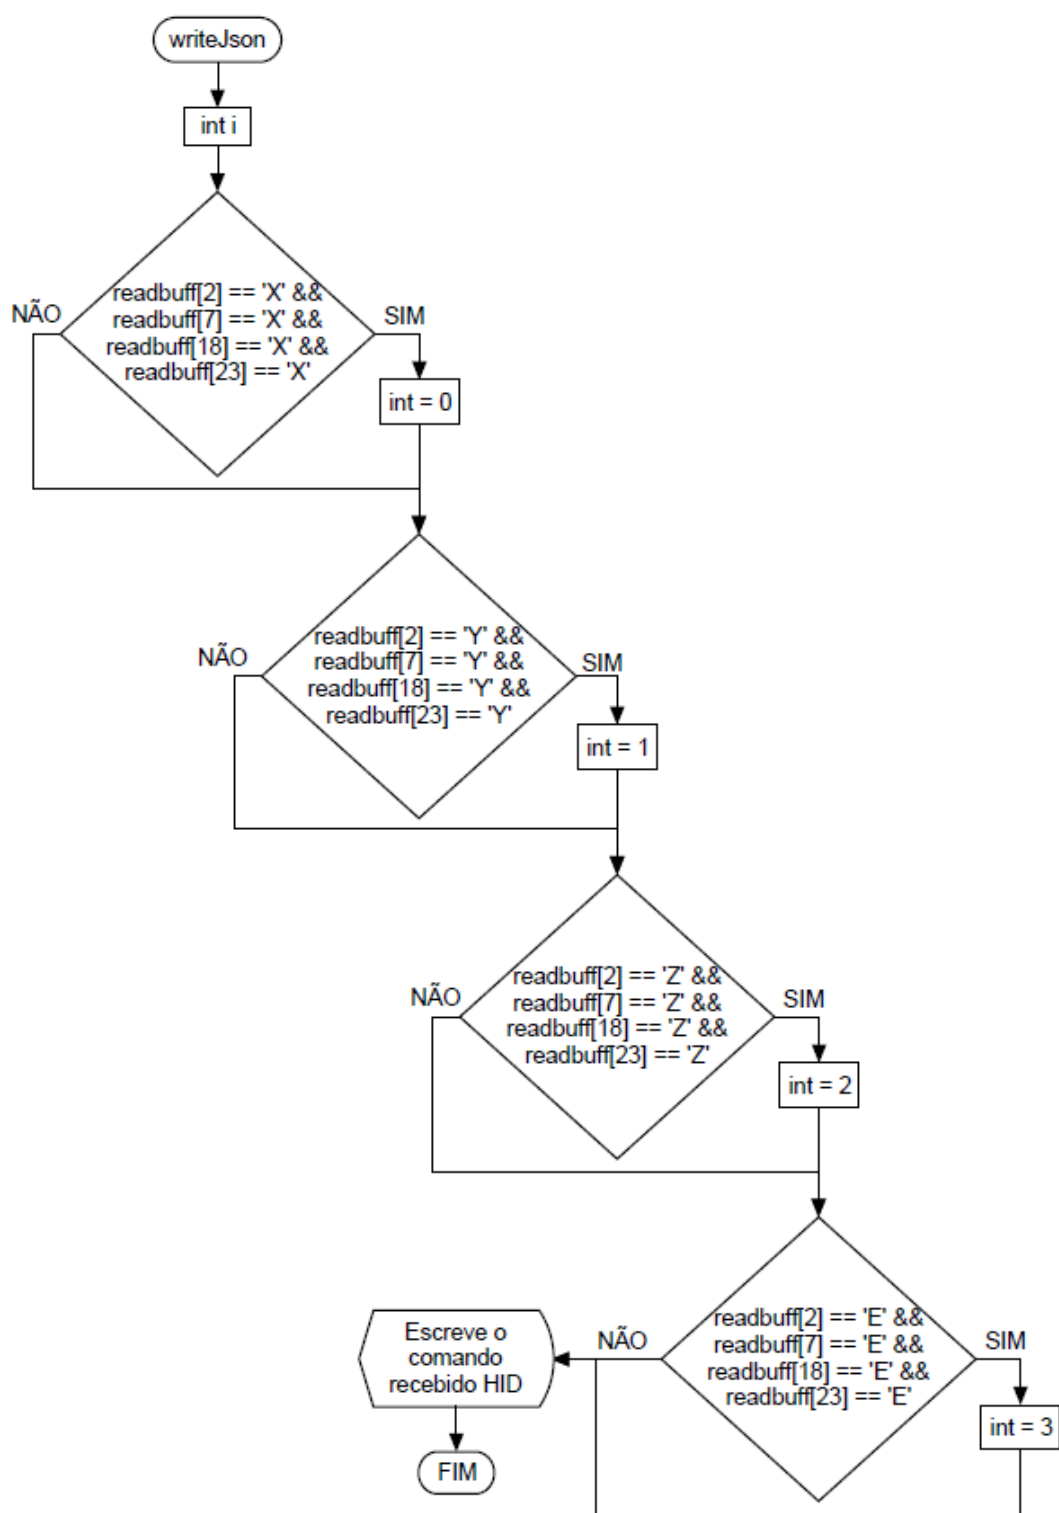 writeJson
int i
NÃO
readbuff[2] == 'X' &&
readbuff[7] == 'X' &&
readbuff[18] == 'X' &&
readbuff[23] == 'X'
SIM
int = 0
NÃO
readbuff[2] == 'Y' &&
readbuff[7] == 'Y' &&
readbuff[18] == 'Y' &&
readbuff[23] == 'Y'
SIM
int = 1
NÃO
readbuff[2] == 'Z' &&
readbuff[7] == 'Z' &&
readbuff[18] == 'Z' &&
readbuff[23] == 'Z'
SIM
int = 2
NÃO
readbuff[2] == 'E' &&
readbuff[7] == 'E' &&
readbuff[18] == 'E' &&
readbuff[23] == 'E'
SIM
int = 3
Escreve o
comando
recebido HID
FIM